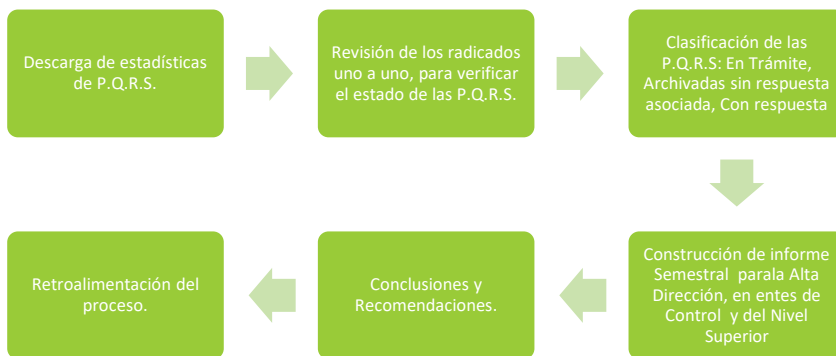 Descarga de estadísticas
de P.Q.R.S.
Revisión de los radicados
uno a uno, para verificar
el estado de las P.Q.R.S.
Clasificación de las
P.Q.R.S: En Trámite,
Archivadas sin respuesta
asociada, Con respuesta
Construcción de informe
Semestral  parala Alta
Dirección, en entes de
Control  y del Nivel
Superior
Conclusiones y
Recomendaciones.
Retroalimentación del
proceso.